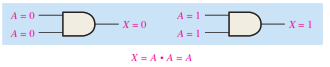 A = 0
A = 0
X = 0
A = 1
A = 1
X = 1
X = A • A = A